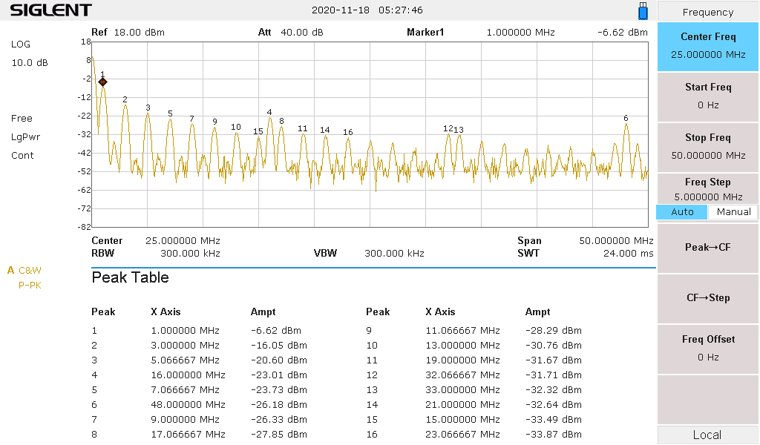 SIGLENT
2020-11-18 05:27:46
LOG
10.0 dB
Free
LgPwr
Cont
A C&W
P-PK
Ref 18.00 dBm Att 40.00 dB Marker1 1.000000 MHz -6.62 dBm
18
8
-2
-12
-22
-32
-42
-52
-62
-72
-82
1
2
3
5
7
9
10
15
4
8
11
14
16
12
13
6
Center 25.000000 MHz Span 50.000000 MHz
RBW 300.000 kHz VBW 300.000 kHz SWT 24.000 ms
Peak Table
Peak X Axis Ampt Peak X Axis Ampt
1 1.000000 MHz -6.62 dBm 9 11.066667 MHz -28.29 dBm
2 3.000000 MHz -16.05 dBm 10 13.000000 MHz -30.76 dBm
3 5.066667 MHz -20.60 dBm 11 19.000000 MHz -31.67 dBm
4 16.000000 MHz -23.01 dBm 12 32.066667 MHz -31.71 dBm
5 7.066667 MHz -23.73 dBm 13 33.000000 MHz -32.32 dBm
6 48.000000 MHz -26.18 dBm 14 21.000000 MHz -32.64 dBm
7 9.000000 MHz -26.33 dBm 15 15.000000 MHz -33.49 dBm
8 17.066667 MHz -27.85 dBm 16 23.066667 MHz -33.87 dBm
Frequency
Center Freq
25.000000 MHz
Start Freq
0 Hz
Stop Freq
50.000000 MHz
Freq Step
5.000000 MHz
Auto Manual
Peak→CF
CF→Step
Freq Offset
0 Hz
Local